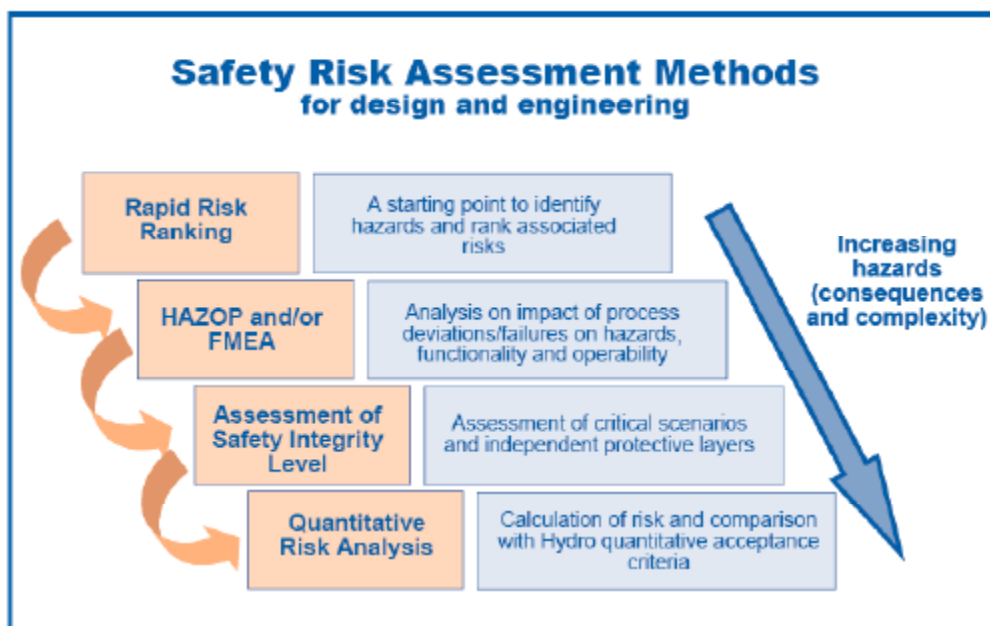 Safety Risk Assessment Methods
for design and engineering
Rapid Risk
Ranking
A starting point to identify
hazards and rank associated
risks
HAZOP and/or
FMEA
Analysis on impact of process
deviations/failures on hazards,
functionality and operability
Assessment of
Safety Integrity
Level
Assessment of critical scenarios
and independent protective layers
Quantitative
Risk Analysis
Calculation of risk and comparison
with Hydro quantitative acceptance
criteria
Increasing
hazards
(consequences
and complexity)